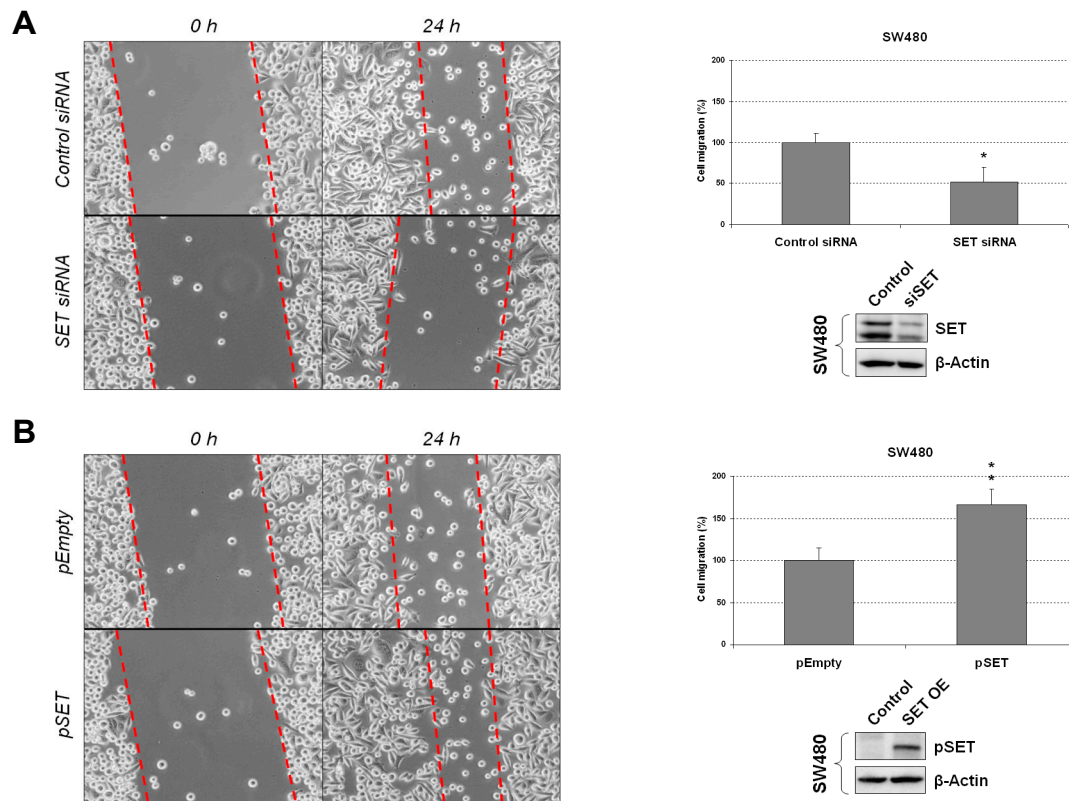 A
0 h
24 h
Control siRNA
SET siRNA
SW480
Cell migration (%)
200
150
100
50
0
*
Control siRNA
SET siRNA
Control
siSET
SW480
SET
β-Actin
B
0 h
24 h
pEmpty
pSET
SW480
Cell migration (%)
200
150
100
50
0
*
*
pEmpty
pSET
Control
SET OE
SW480
pSET
β-Actin